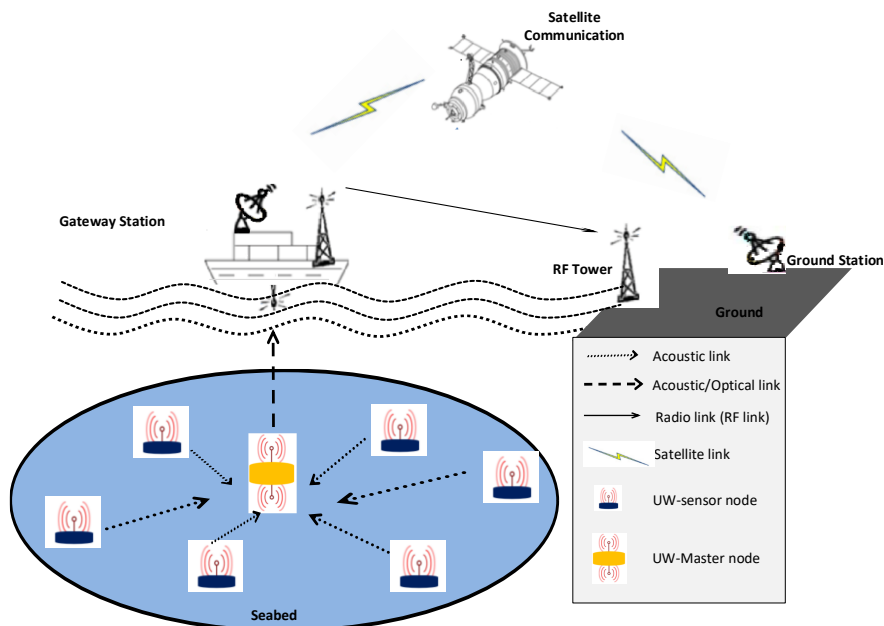 Satellite
Communication
Gateway Station
RF Tower
Ground Station
Ground
Acoustic link
Acoustic/Optical link
Radio link (RF link)
Satellite link
UW-sensor node
UW-Master node
Seabed